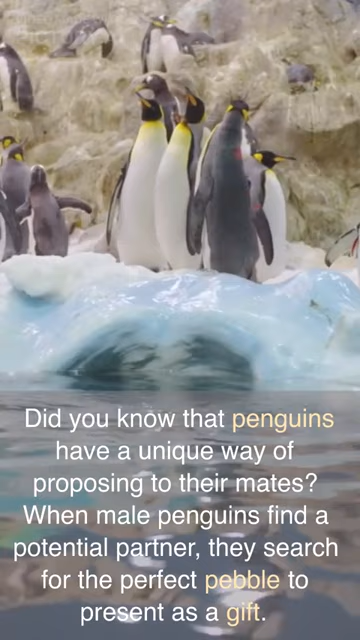 Did you know that penguins
have a unique way of
proposing to their mates?
When male penguins find a
potential partner, they search
for the perfect pebble to
present as a gift.